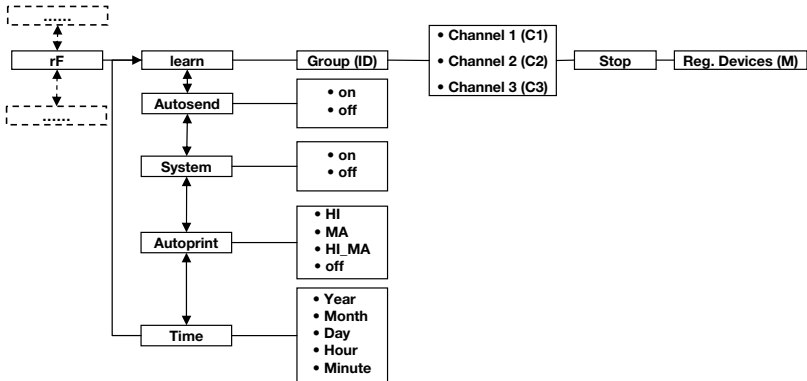 ......
rF
......
learn
Group (ID)
• Channel 1 (C1)
• Channel 2 (C2)
• Channel 3 (C3)
Stop
Reg. Devices (M)
Autosend
• on
• off
System
• on
• off
Autoprint
• HI
• MA
• HI_MA
• off
Time
• Year
• Month
• Day
• Hour
• Minute